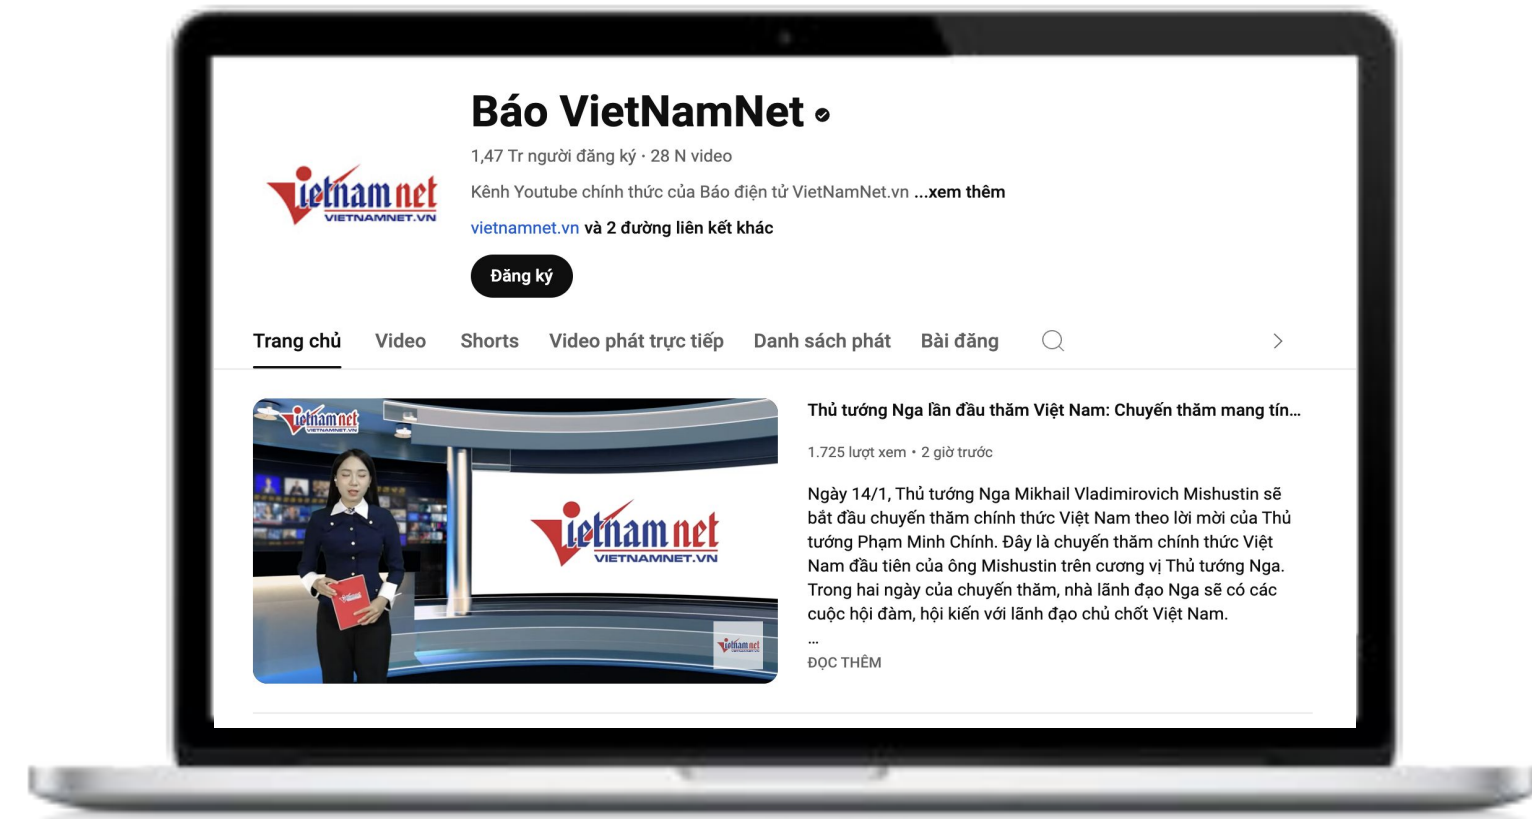 Báo VietNamNet
1,47 Tr người đăng ký · 28 N video
Kênh Youtube chính thức của Báo điện tử VietNamNet.vn ...xem thêm
vietnamnet.vn và 2 đường liên kết khác
Đăng ký
vietnamnet
VIETNAMNET.VN
Trang chủ
Video
Shorts
Video phát trực tiếp
Danh sách phát
Bài đăng
vietnamnet
VIETNAMNET.VN
vietnamnet
VIETNAMNET.VN
vietnamnet
Thủ tướng Nga lần đầu thăm Việt Nam: Chuyến thăm mang tín...
1.725 lượt xem • 2 giờ trước
Ngày 14/1, Thủ tướng Nga Mikhail Vladimirovich Mishustin sẽ
bắt đầu chuyến thăm chính thức Việt Nam theo lời mời của Thủ
tướng Phạm Minh Chính. Đây là chuyến thăm chính thức Việt
Nam đầu tiên của ông Mishustin trên cương vị Thủ tướng Nga.
Trong hai ngày của chuyến thăm, nhà lãnh đạo Nga sẽ có các
cuộc hội đàm, hội kiến với lãnh đạo chủ chốt Việt Nam.
...
ĐỌC THÊM